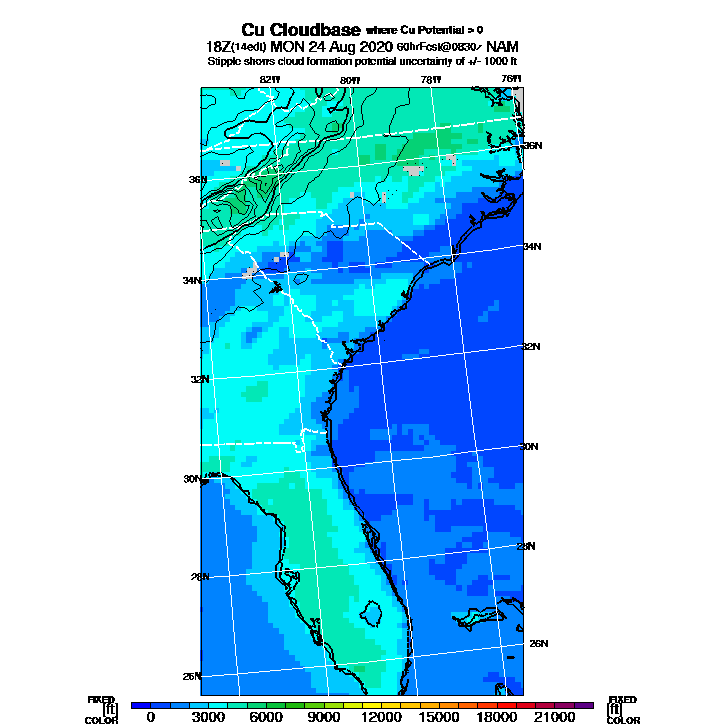 Cu Cloudbase where Cu Potential > 0
18Z(14edt) MON 24 Aug 2020 60hrFcst@0830z NAM
Stipple shows cloud formation potential uncertainty of +/- 1000 ft
82W 80W 78W 76W
36N
36N
34N
34N
32N
32N
30N
30N
28N
28N
26N
26N
FIXED FIXED
[ft] [ft]
COLOR COLOR
0 3000 6000 9000 12000 15000 18000 21000